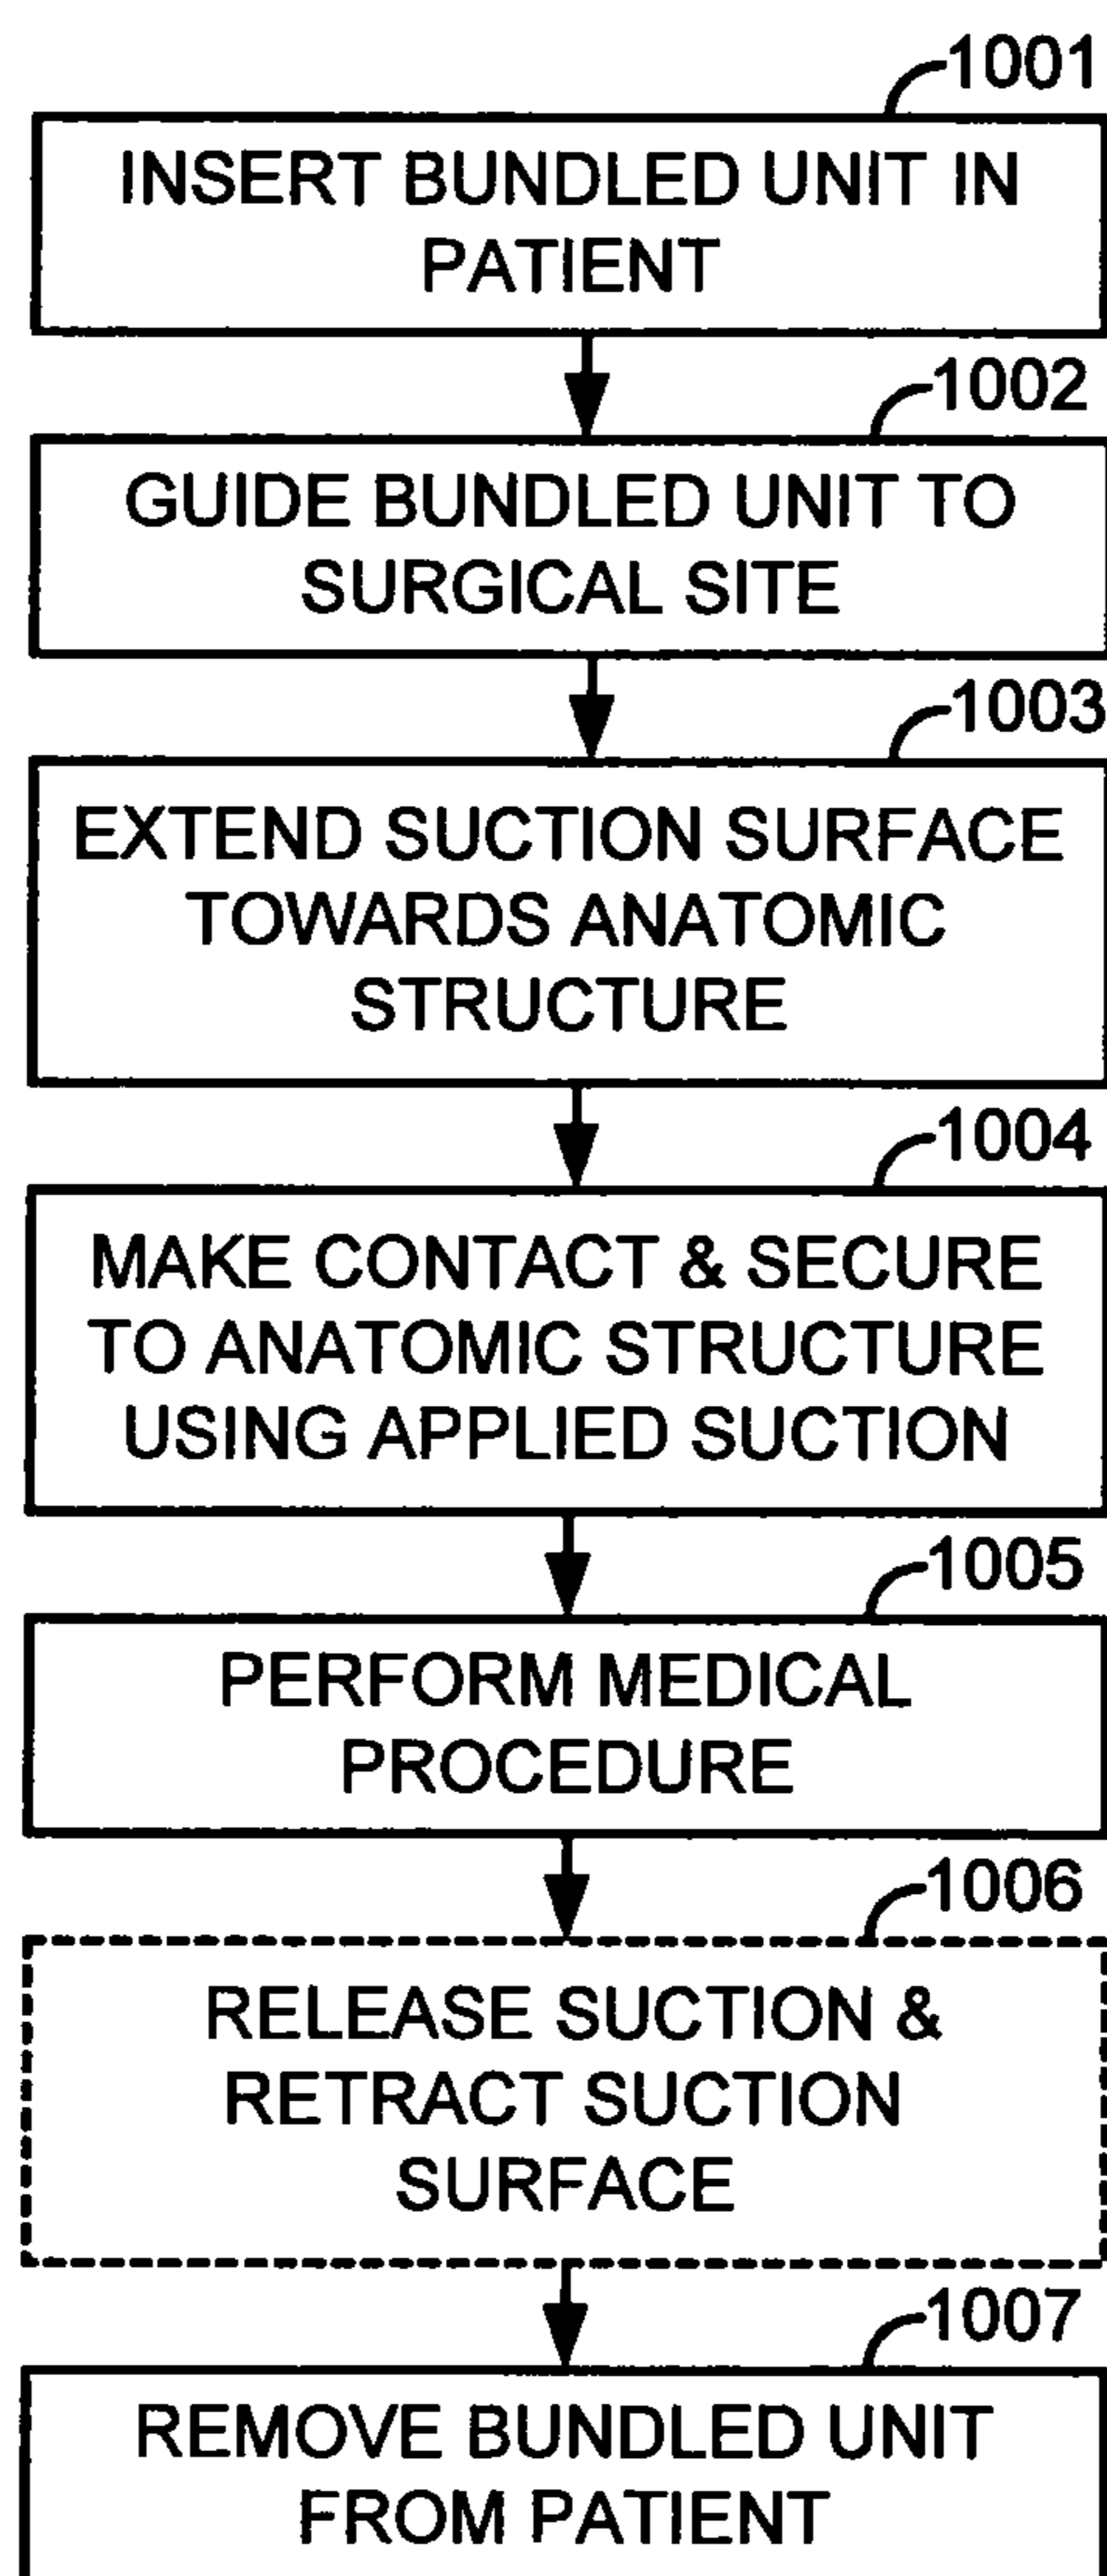 1001
INSERT BUNDLED UNIT IN
PATIENT
1002
GUIDE BUNDLED UNIT TO
SURGICAL SITE
1003
EXTEND SUCTION SURFACE
TOWARDS ANATOMIC
STRUCTURE
1004
MAKE CONTACT & SECURE
TO ANATOMIC STRUCTURE
USING APPLIED SUCTION
1005
PERFORM MEDICAL
PROCEDURE
1006
RELEASE SUCTION &
RETRACT SUCTION
SURFACE
1007
REMOVE BUNDLED UNIT
FROM PATIENT